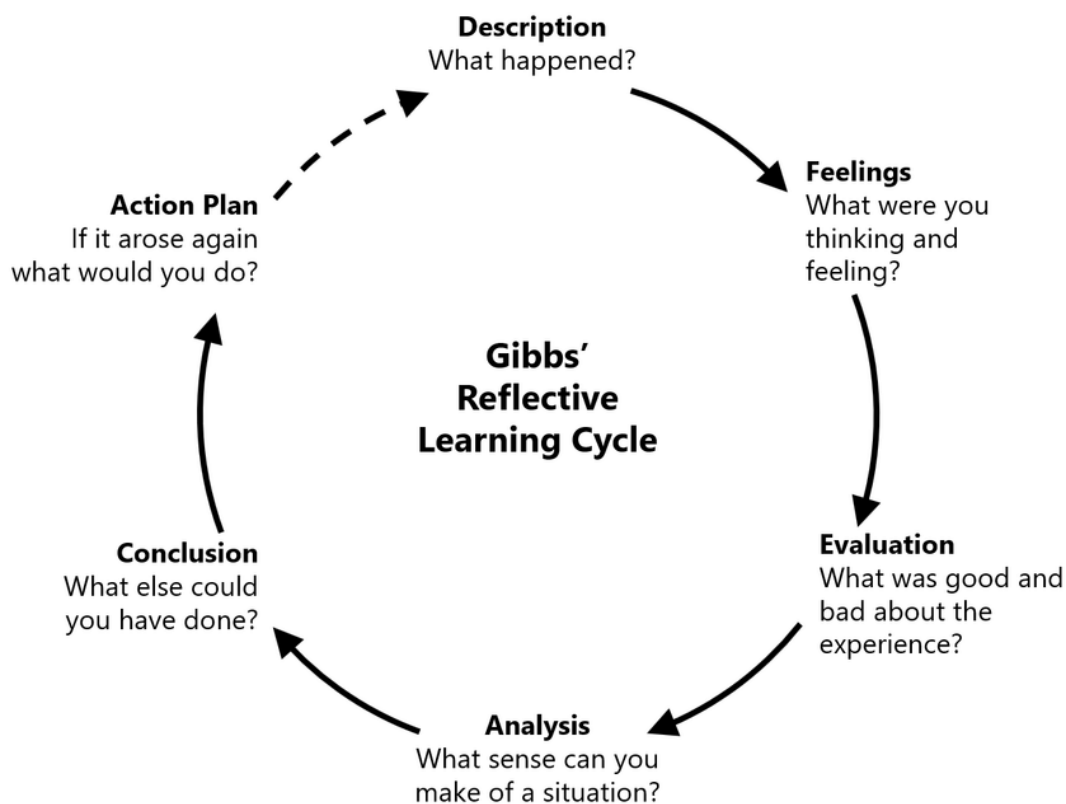 Description
What happened?
Feelings
What were you
thinking and
feeling?
Evaluation
What was good and
bad about the
experience?
Analysis
What sense can you
make of a situation?
Conclusion
What else could
you have done?
Action Plan
If it arose again
what would you do?
Gibbs’
Reflective
Learning Cycle